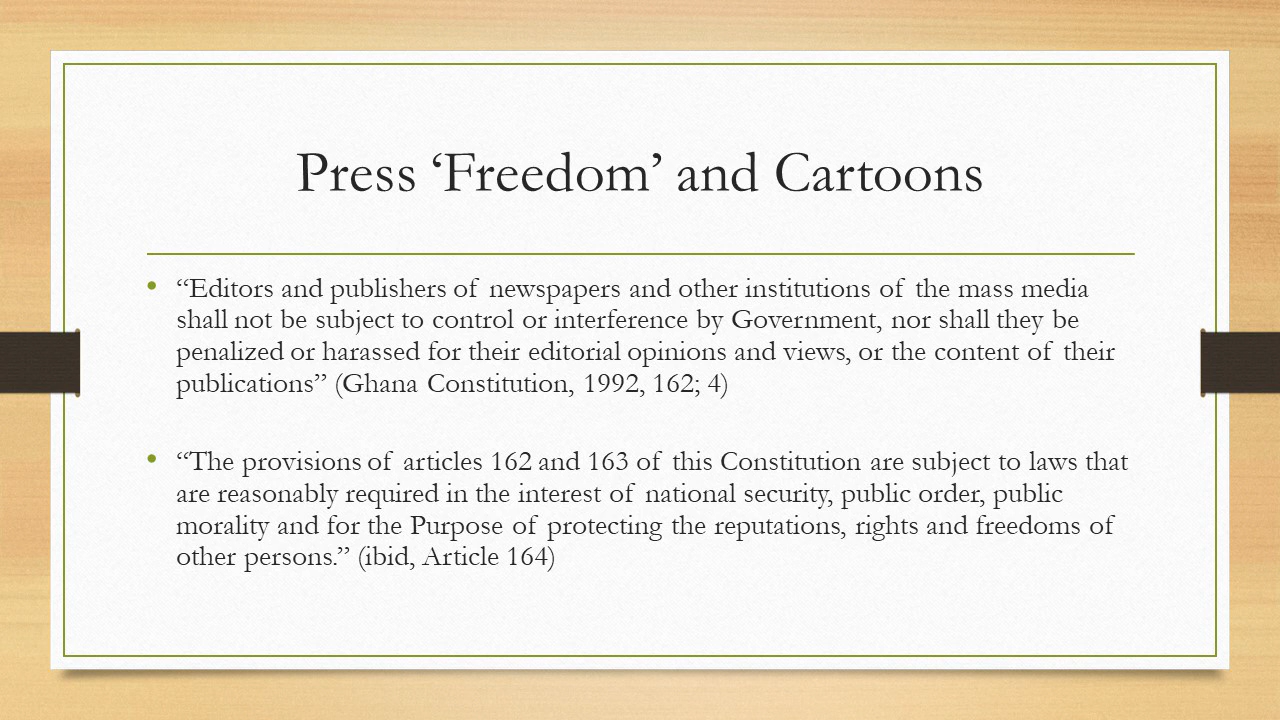 Press ‘Freedom’ and Cartoons
• “Editors and publishers of newspapers and other institutions of the mass media
shall not be subject to control or interference by Government, nor shall they be
penalized or harassed for their editorial opinions and views, or the content of their
publications” (Ghana Constitution, 1992, 162; 4)
• “The provisions of articles 162 and 163 of this Constitution are subject to laws that
are reasonably required in the interest of national security, public order, public
morality and for the Purpose of protecting the reputations, rights and freedoms of
other persons.” (ibid, Article 164)